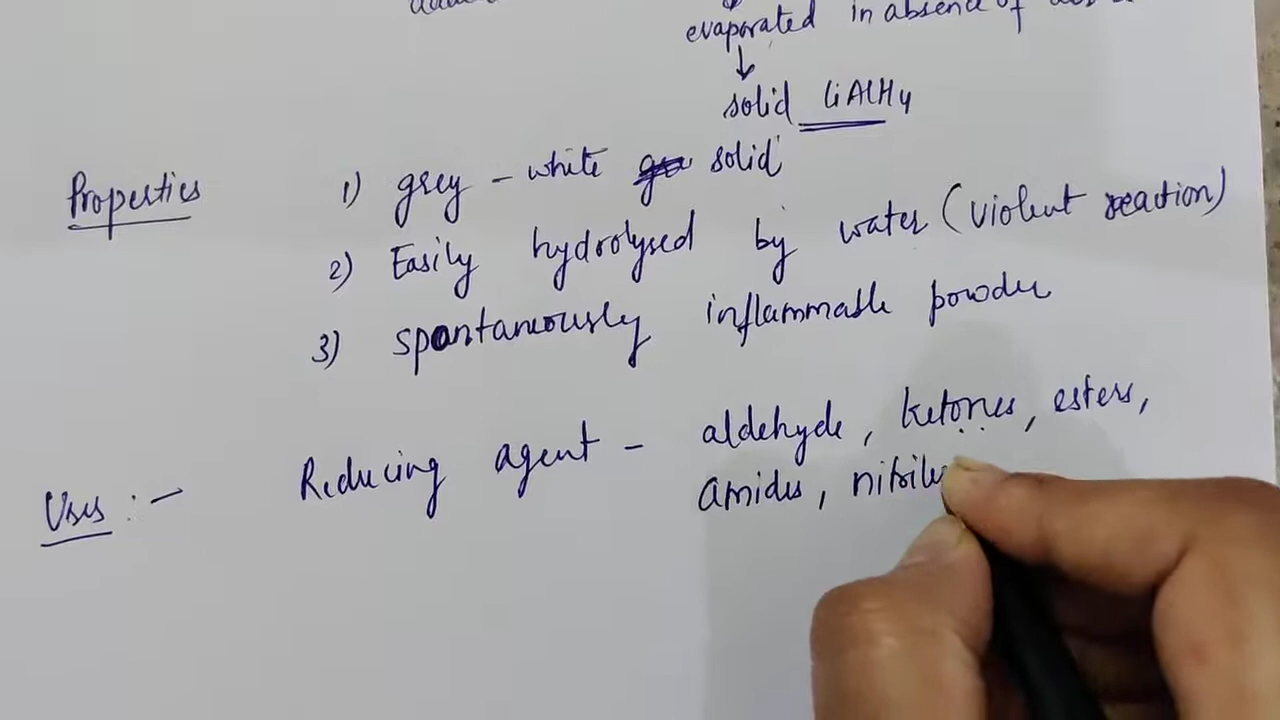 evaporated in absence of
↓
solid LiAlH4
Properties 1) grey - white solid
2) Easily hydrolysed by water (violent reaction)
3) spontaneously inflammable powder
Uses :- Reducing agent - aldehyde, ketones, esters,
amides, nitrile